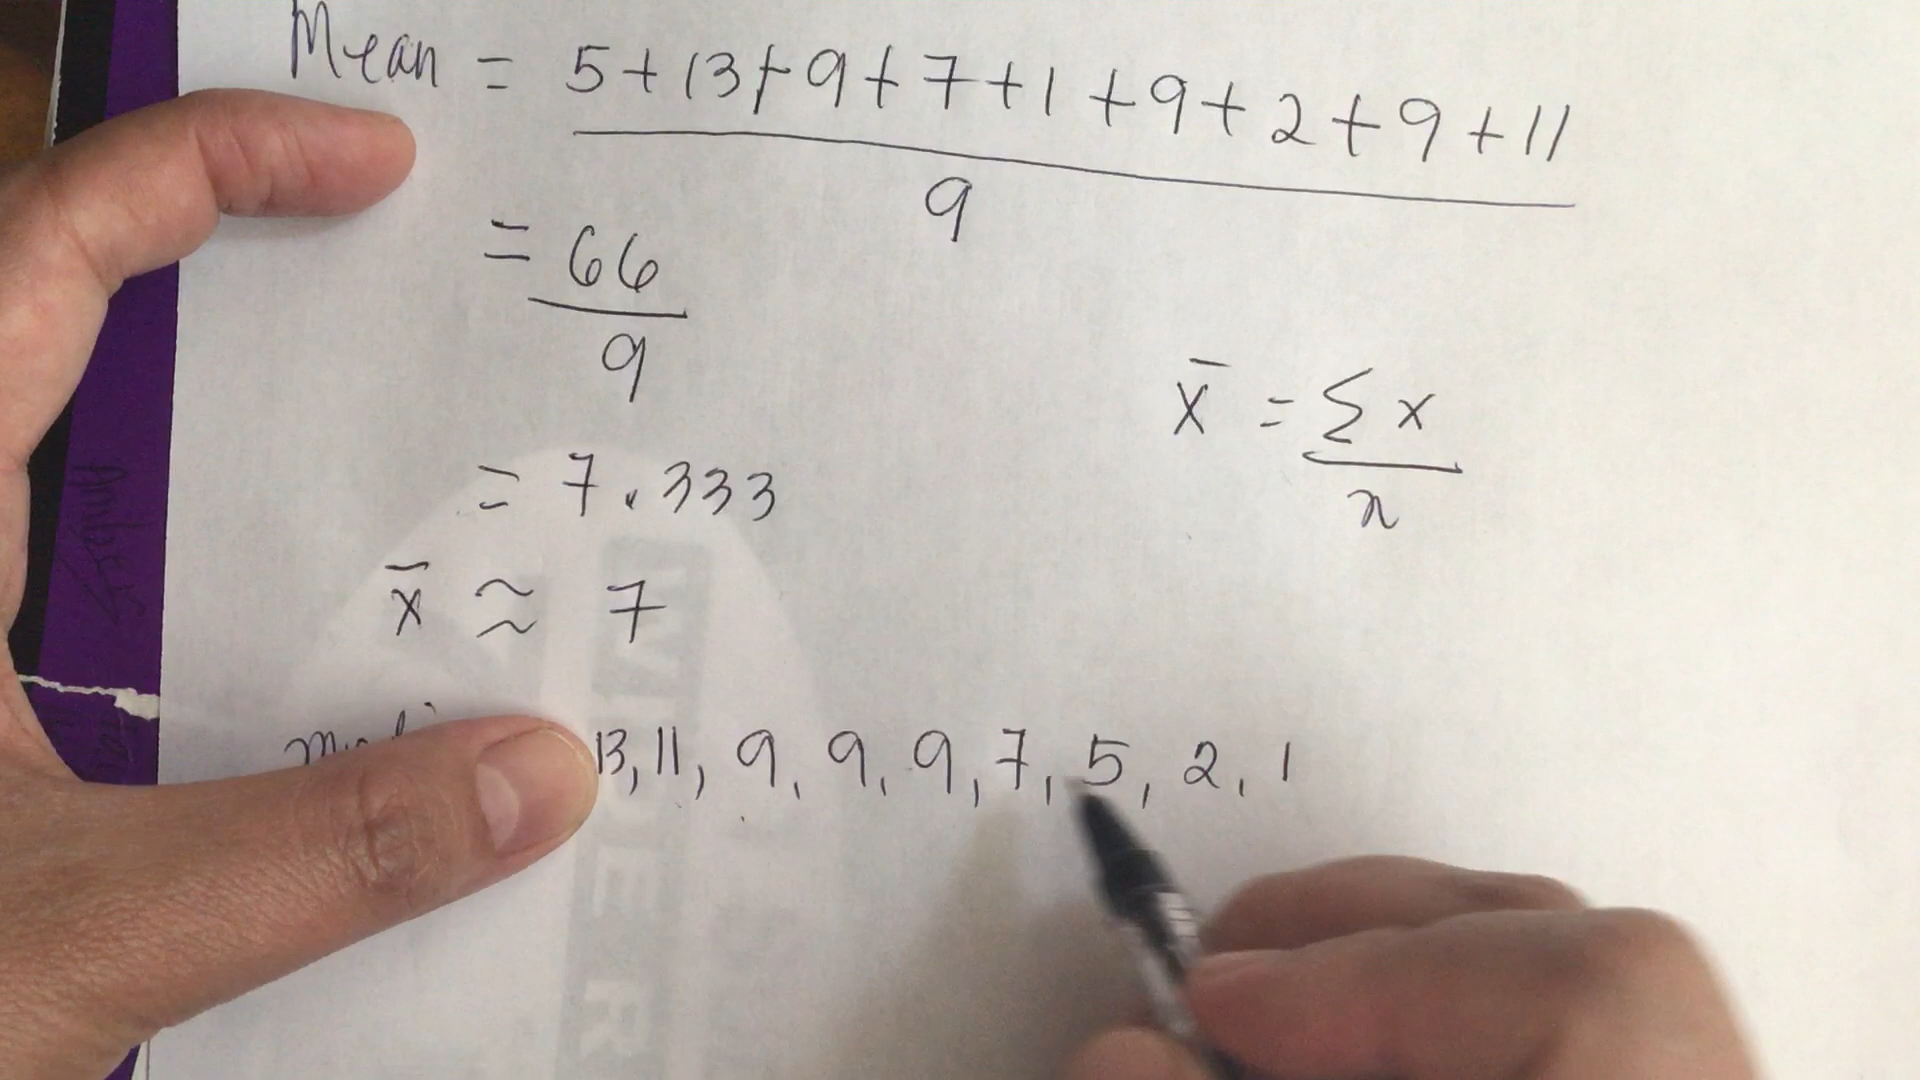 Mean = 5+13+9+7+1+9+2+9+11
9
= 66
9
= 7.333
x̄ = Σx
n
x̄ ≈ 7
13, 11, 9, 9, 9, 7, 5, 2, 1